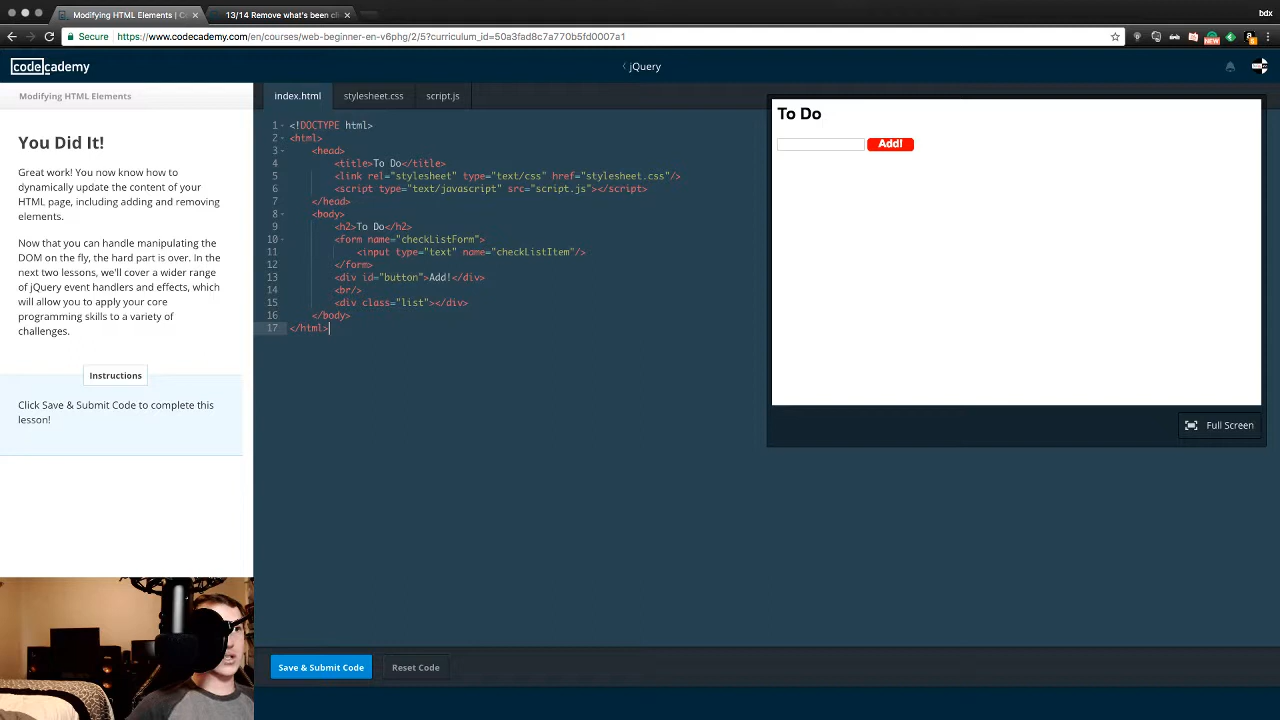 Modifying HTML Elements | C
13/14 Remove what's been cli
bdx
Secure
https://www.codecademy.com/en/courses/web-beginner-en-v6phg/2/5?curriculum_id=50a3fad8c7a770b5fd0007a1
codecademy
jQuery
Modifying HTML Elements
You Did It!
Great work! You now know how to
dynamically update the content of your
HTML page, including adding and removing
elements.
Now that you can handle manipulating the
DOM on the fly, the hard part is over. In the
next two lessons, we'll cover a wider range
of jQuery event handlers and effects, which
will allow you to apply your core
programming skills to a variety of
challenges.
Instructions
Click Save & Submit Code to complete this
lesson!
index.html stylesheet.css script.js
1 <!DOCTYPE html>
2 <html>
3 <head>
4 <title>To Do</title>
5 <link rel="stylesheet" type="text/css" href="stylesheet.css"/>
6 <script type="text/javascript" src="script.js"></script>
7 </head>
8 <body>
9 <h2>To Do</h2>
10 <form name="checkListForm">
11 <input type="text" name="checkListItem"/>
12 </form>
13 <div id="button">Add!</div>
14 <br/>
15 <div class="list"></div>
16 </body>
17 </html>
To Do
Add!
Full Screen
Save & Submit Code
Reset Code